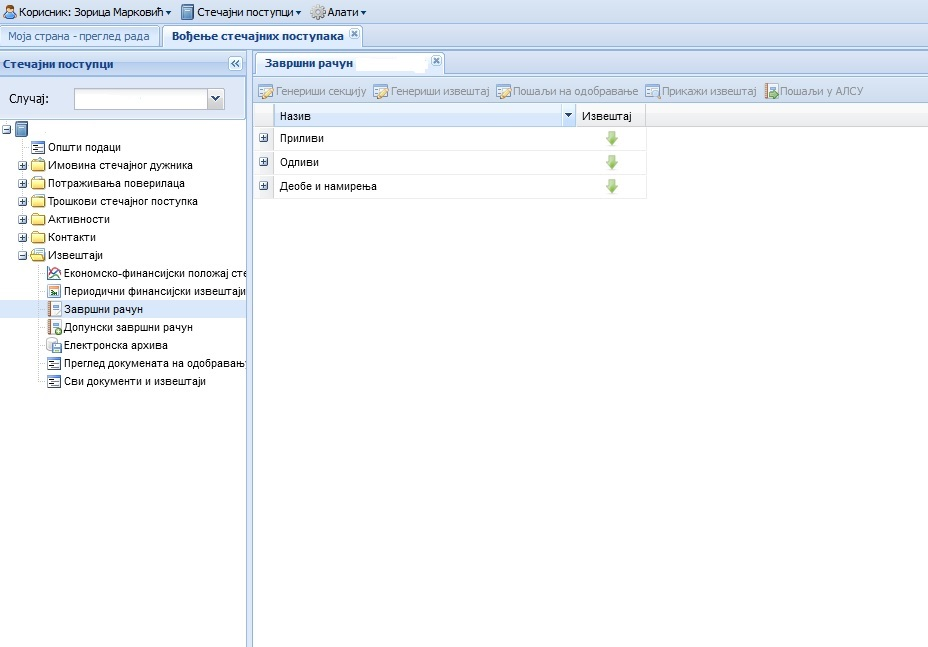 Корисник: Зорица Марковић Стечајни поступци Алати
Моја страна - преглед рада Вођење стечајних поступака
Стечајни поступци
Случај:
Општи подаци
Имовина стечајног дужника
Потраживања поверилаца
Трошкови стечајног поступка
Активности
Контакти
Извештаји
Економско-финансијски положај сте
Периодични финансијски извештаји
Завршни рачун
Допунски завршни рачун
Електронска архива
Преглед докумената на одобравањ
Сви документи и извештаји
Завршни рачун
Генериши секцију Генериши извештај Пошаљи на одобравање Прикажи извештај Пошаљи у АЛСУ
Назив Извештај
Приливи
Одливи
Деобе и намирења